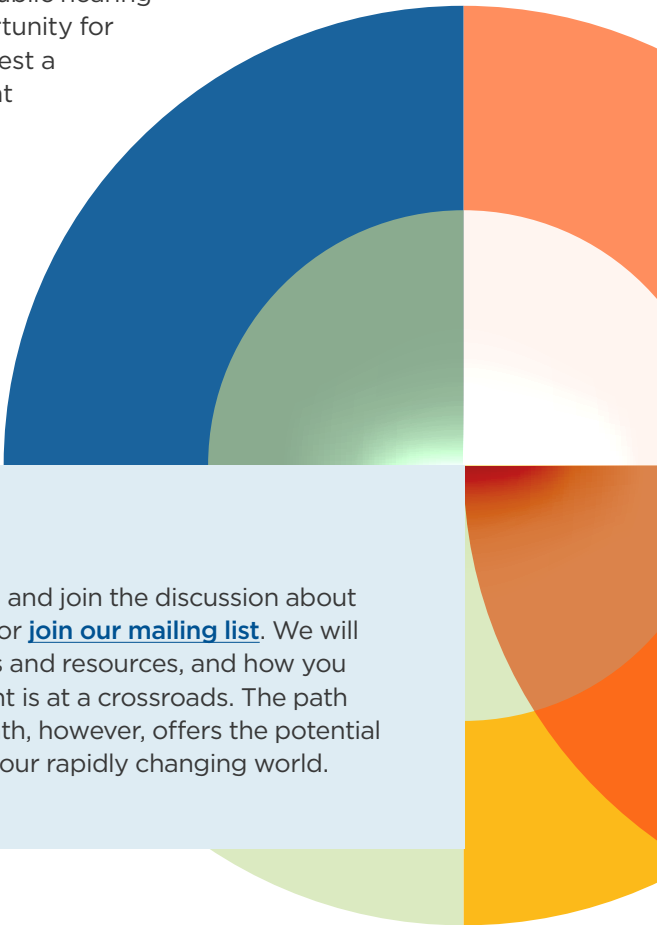 rtunity for
est a
and join the discussion about
or join our mailing list. We will
s and resources, and how you
nt is at a crossroads. The path
th, however, offers the potential
our rapidly changing world.